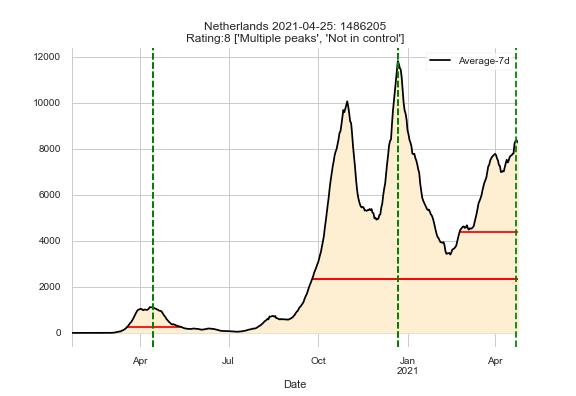 Netherlands 2021-04-25: 1486205
Rating:8 ['Multiple peaks', 'Not in control']
Average-7d
12000
10000
8000
6000
4000
2000
0
Apr Jul Oct Jan Apr
2021
Date